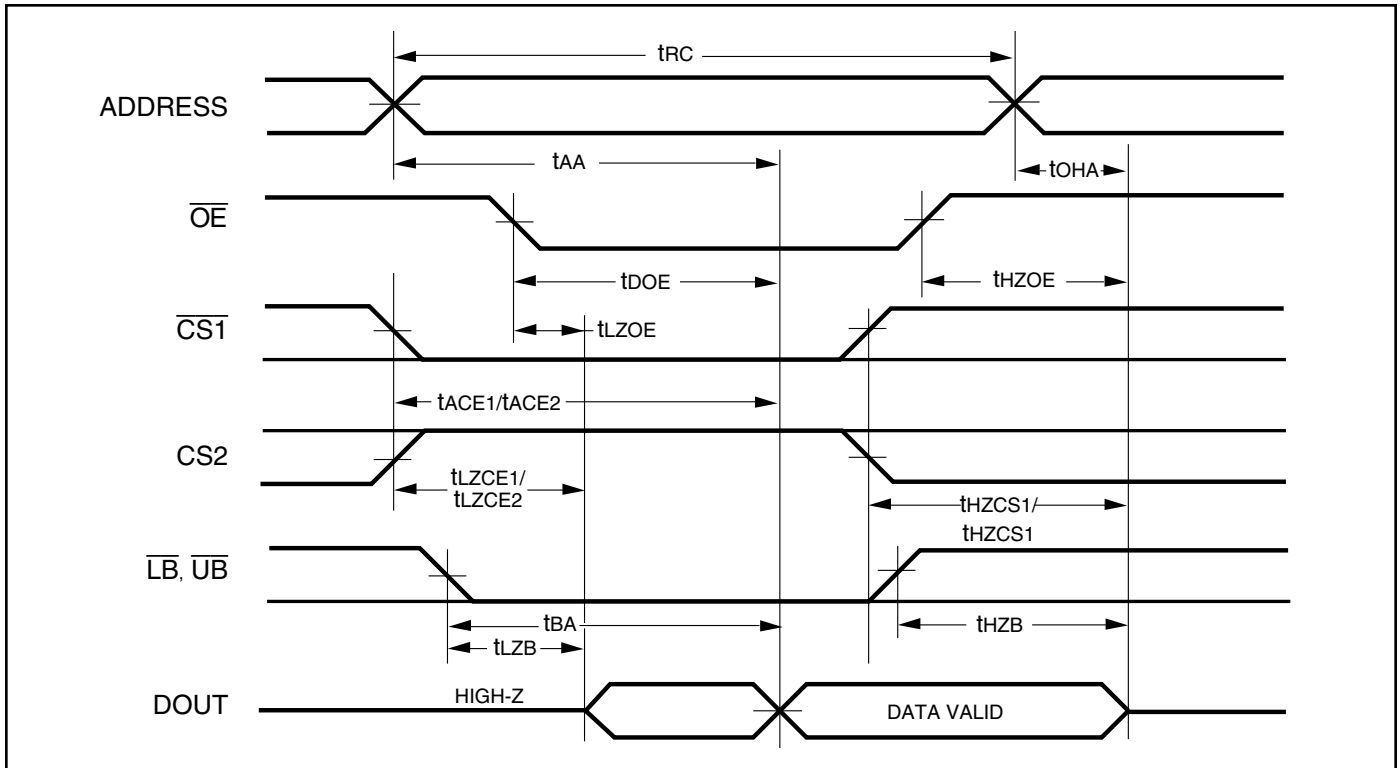 tRC
ADDRESS
tAA
tOHA
OE
tDOE
tHZOE
CS1
tLZOE
tACE1/tACE2
CS2
tLZCE1/
tLZCE2
tHZCS1/
tHZCS1
LB, UB
tBA
tHZB
tLZB
DOUT
HIGH-Z
DATA VALID